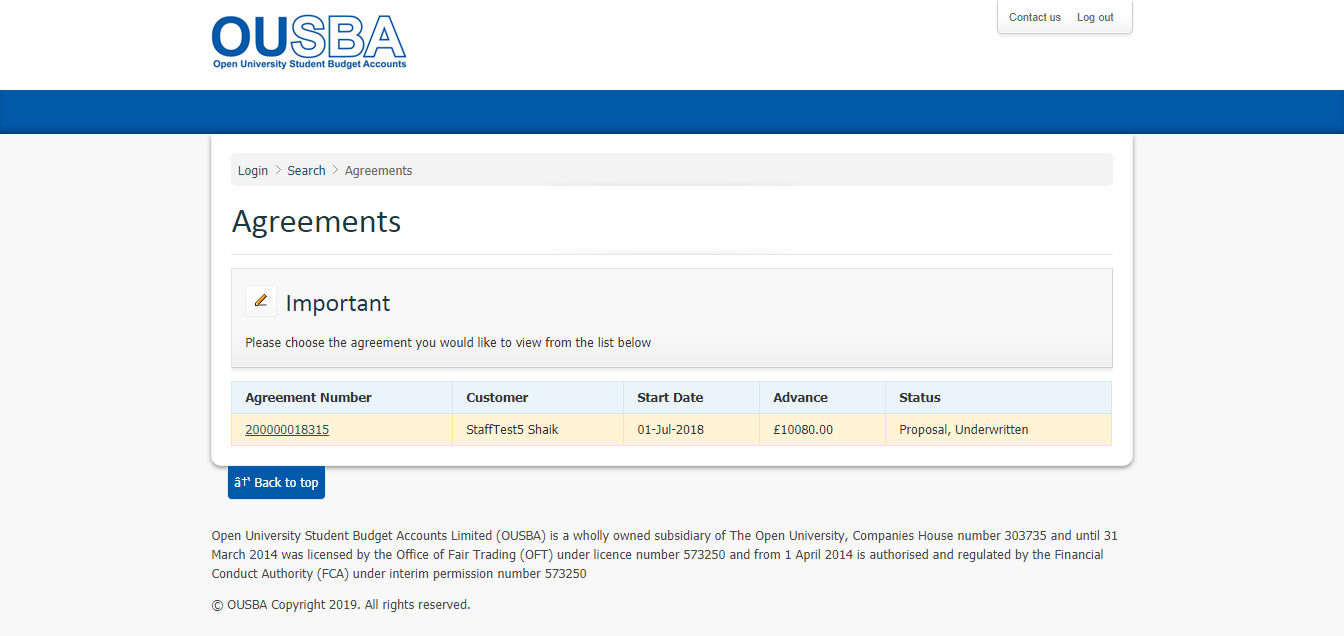 OUSBA
Open University Student Budget Accounts
Contact us Log out
Login > Search > Agreements
Agreements
Important
Please choose the agreement you would like to view from the list below
Agreement Number Customer Start Date Advance Status
200000018315 StaffTest5 Shaik 01-Jul-2018 £10080.00 Proposal, Underwritten
â†‘ Back to top
Open University Student Budget Accounts Limited (OUSBA) is a wholly owned subsidiary of The Open University, Companies House number 303735 and until 31
March 2014 was licensed by the Office of Fair Trading (OFT) under licence number 573250 and from 1 April 2014 is authorised and regulated by the Financial
Conduct Authority (FCA) under interim permission number 573250
© OUSBA Copyright 2019. All rights reserved.